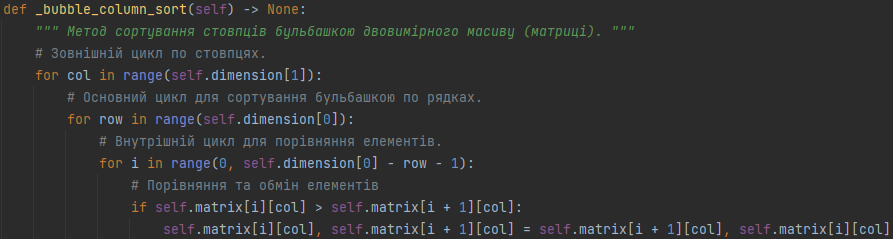 def _bubble_column_sort(self) -> None:
""" Метод сортування стовпців бульбашкою двовимірного масиву (матриці). """
# Зовнішній цикл по стовпцях.
for col in range(self.dimension[1]):
# Основний цикл для сортування бульбашкою по рядках.
for row in range(self.dimension[0]):
# Внутрішній цикл для порівняння елементів.
for i in range(0, self.dimension[0] - row - 1):
# Порівняння та обмін елементів
if self.matrix[i][col] > self.matrix[i + 1][col]:
self.matrix[i][col], self.matrix[i + 1][col] = self.matrix[i + 1][col], self.matrix[i][col]